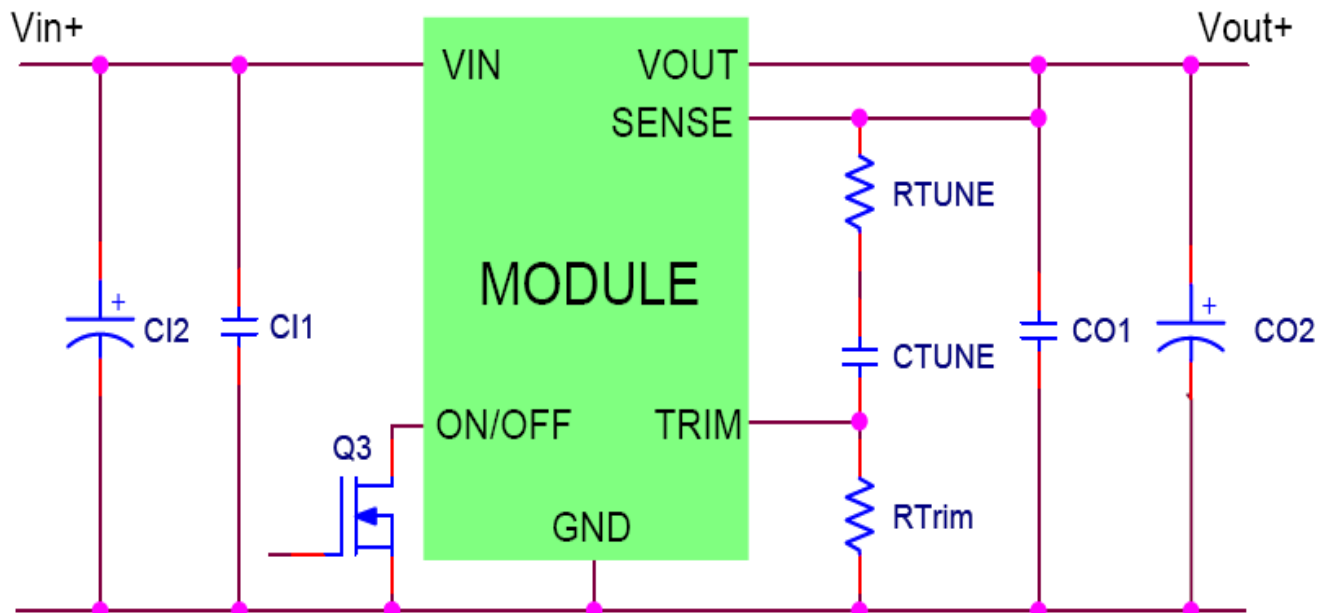 Vin+
Vout+
VIN
VOUT
SENSE
RTUNE
MODULE
+
CI2
CI1
CTUNE
CO1
+
CO2
ON/OFF
TRIM
Q3
RTrim
GND